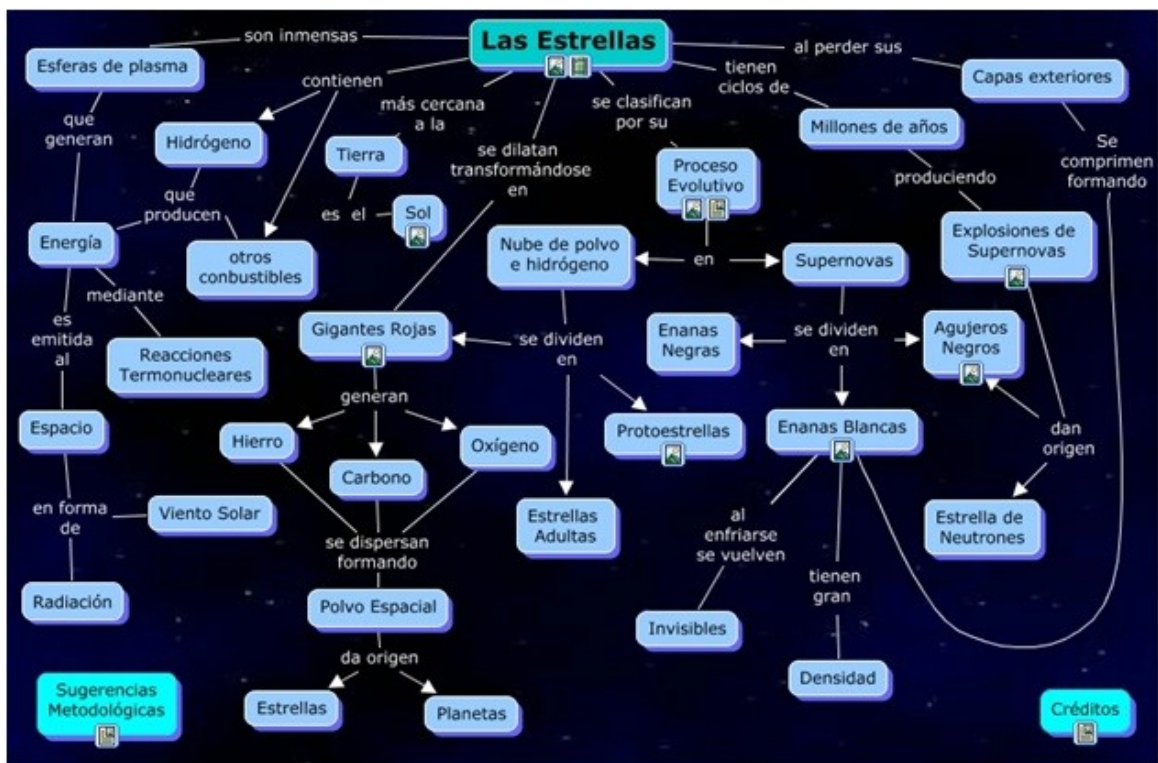 Las Estrellas
son inmensas
Esferas de plasma
que
generan
Energía
es
emitida
al
Espacio
en forma
de
Viento Solar
Radiación
mediante
Reacciones
Termonucleares
contienen
Hidrógeno
que
producen
otros
conbustibles
más cercana
a la
Tierra
es el
Sol
se dilatan
transformándose
en
Gigantes Rojas
generan
Hierro
Carbono
Oxígeno
se dispersan
formando
Polvo Espacial
da origen
Estrellas
Planetas
se clasifican
por su
Proceso
Evolutivo
en
Nube de polvo
e hidrógeno
se dividen
en
Protoestrellas
Estrellas
Adultas
Supernovas
se dividen
en
Enanas
Negras
Agujeros
Negros
Enanas Blancas
al
enfriarse
se vuelven
Invisibles
tienen
gran
Densidad
tienen
ciclos de
Millones de años
produciendo
Explosiones de
Supernovas
dan
origen
Estrella de
Neutrones
al perder sus
Capas exteriores
Se
comprimen
formando
Sugerencias
Metodológicas
Créditos